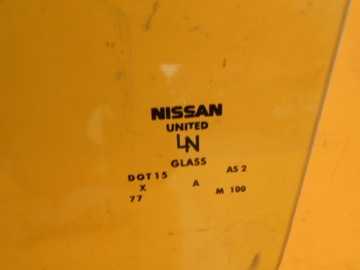 NISSAN
UNITED
LN
GLASS
DOT 15 AS 2
X A M 100
77